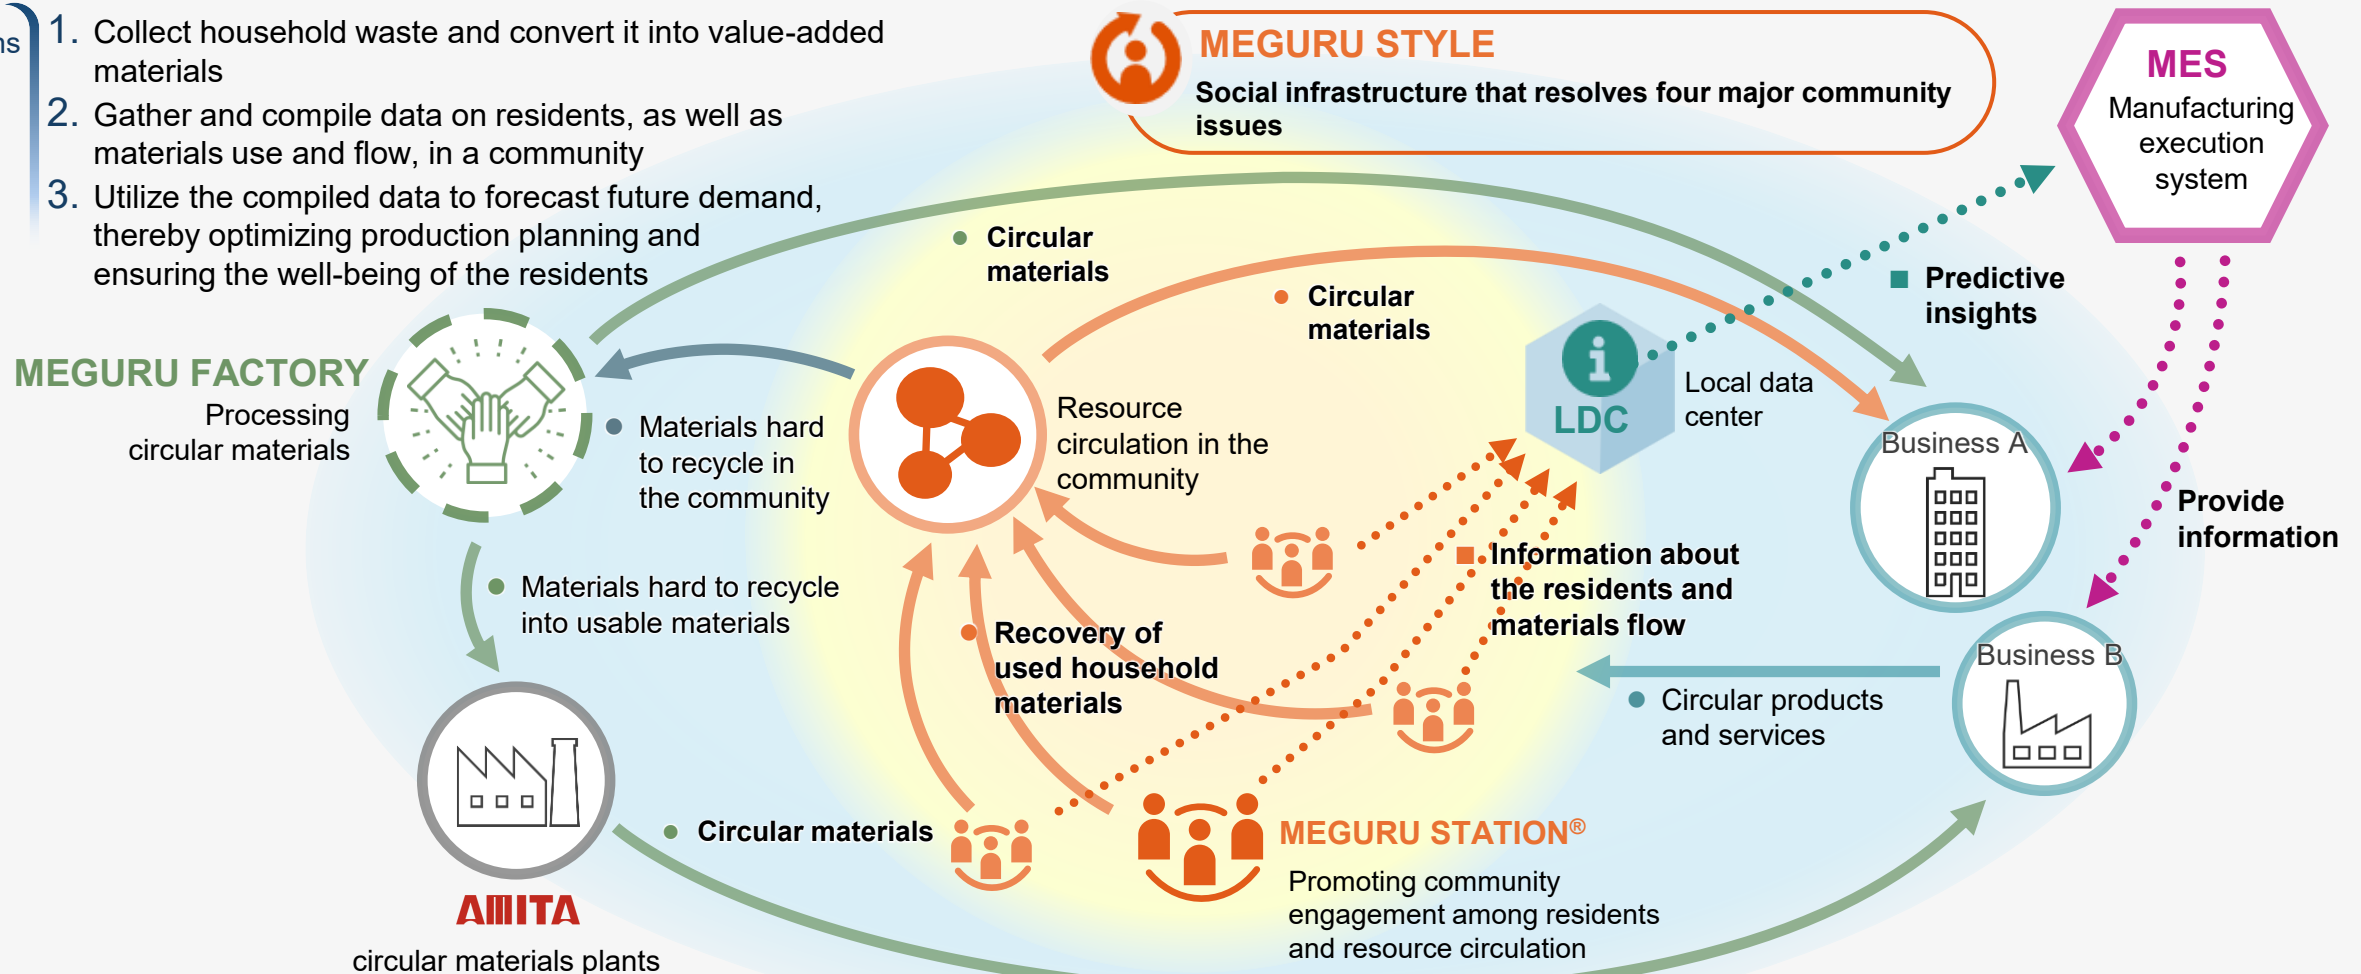 1. Collect household waste and convert it into value-added
materials
2. Gather and compile data on residents, as well as
materials use and flow, in a community
3. Utilize the compiled data to forecast future demand,
thereby optimizing production planning and
ensuring the well-being of the residents
MEGURU STYLE
Social infrastructure that resolves four major community
issues
MES
Manufacturing
execution
system
Circular
materials
Circular
materials
Predictive
insights
MEGURU FACTORY
Processing
circular materials
Materials hard
to recycle in
the community
Resource
circulation in the
community
LDC
Local data
center
Business A
Provide
information
Information about
the residents and
materials flow
Materials hard to recycle
into usable materials
Recovery of
used household
materials
Business B
Circular products
and services
Circular materials
MEGURU STATION®
Promoting community
engagement among residents
and resource circulation
AMITA
circular materials plants